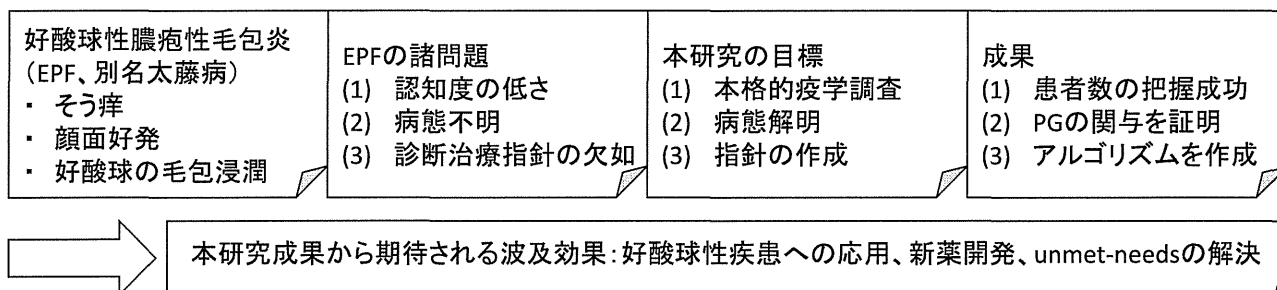 好酸球性膿疱性毛包炎
（EPF、別名太藤病）
・ そう痒
・ 顔面好発
・ 好酸球の毛包浸潤
EPFの諸問題
(1) 認知度の低さ
(2) 病態不明
(3) 診断治療指針の欠如
本研究の目標
(1) 本格的疫学調査
(2) 病態解明
(3) 指針の作成
成果
(1) 患者数の把握成功
(2) PGの関与を証明
(3) アルゴリズムを作成
本研究成果から期待される波及効果：好酸球性疾患への応用、新薬開発、unmet-needsの解決